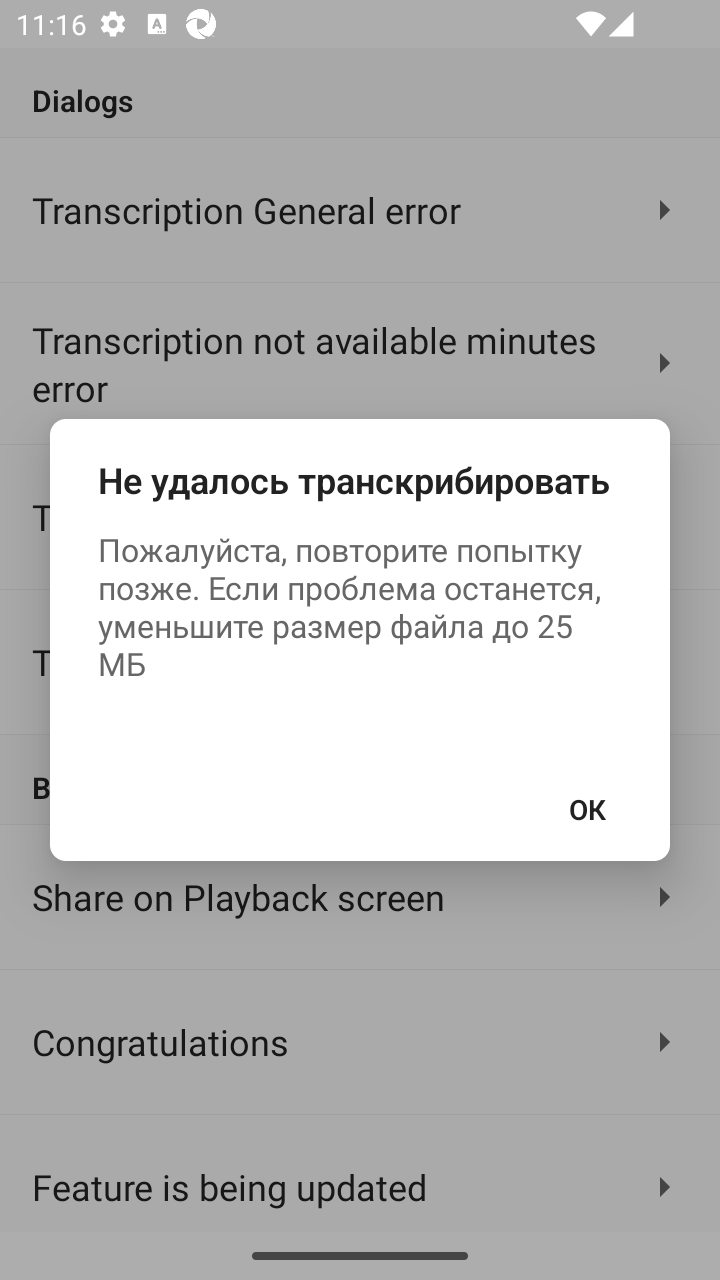 11:16
Dialogs
Transcription General error
Transcription not available minutes
error
Не удалось транскрибировать
Пожалуйста, повторите попытку
позже. Если проблема останется,
уменьшите размер файла до 25
МБ
ОК
Share on Playback screen
Congratulations
Feature is being updated